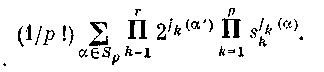 (1/p !) ∑_{α∈S_p} ∏_{k=1}^{r} 2^{j_k (α′)} ∏_{k=1}^{p} s_k^{j_k (α)}.